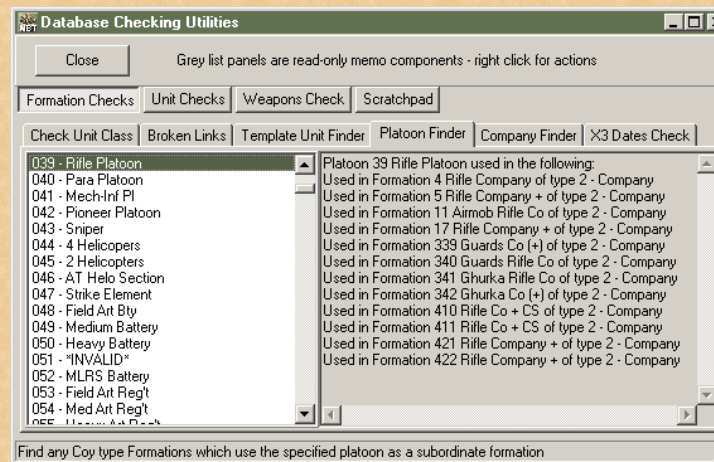 NET Database Checking Utilities
Close Grey list panels are read-only memo components - right click for actions
Formation Checks Unit Checks Weapons Check Scratchpad
Check Unit Class Broken Links Template Unit Finder Platoon Finder Company Finder X3 Dates Check
039 - Rifle Platoon
040 - Para Platoon
041 - Mech-Inf Pl
042 - Pioneer Platoon
043 - Sniper
044 - 4 Helicopers
045 - 2 Helicopters
046 - AT Helo Section
047 - Strike Element
048 - Field Art Bty
049 - Medium Battery
050 - Heavy Battery
051 - *INVALID*
052 - MLRS Battery
053 - Field Art Reg't
054 - Med Art Reg't
055 - Heavy Art Reg't
Platoon 39 Rifle Platoon used in the following:
Used in Formation 4 Rifle Company of type 2 - Company
Used in Formation 5 Rifle Company + of type 2 - Company
Used in Formation 11 Airmob Rifle Co of type 2 - Company
Used in Formation 17 Rifle Company + of type 2 - Company
Used in Formation 339 Guards Co (+) of type 2 - Company
Used in Formation 340 Guards Rifle Co of type 2 - Company
Used in Formation 341 Ghurka Rifle Co of type 2 - Company
Used in Formation 342 Ghurka Co (+) of type 2 - Company
Used in Formation 410 Rifle Co + CS of type 2 - Company
Used in Formation 411 Rifle Co + CS of type 2 - Company
Used in Formation 421 Rifle Company + of type 2 - Company
Used in Formation 422 Rifle Company + of type 2 - Company
Find any Coy type Formations which use the specified platoon as a subordinate formation